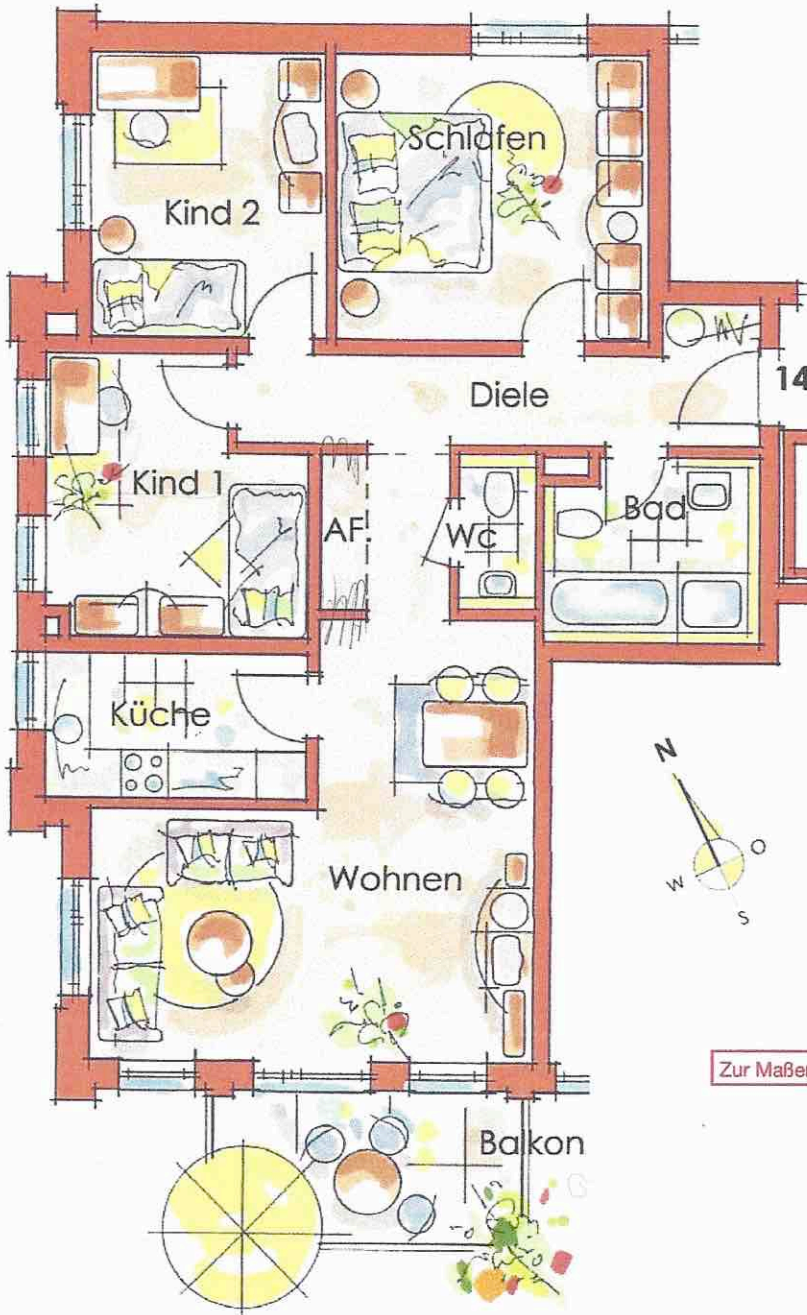 Schlafen
Kind 2
14
Diele
Kind 1
AF.
Wc
Bad
Küche
N
O
W
S
Wohnen
Zur Maßen
Balkon